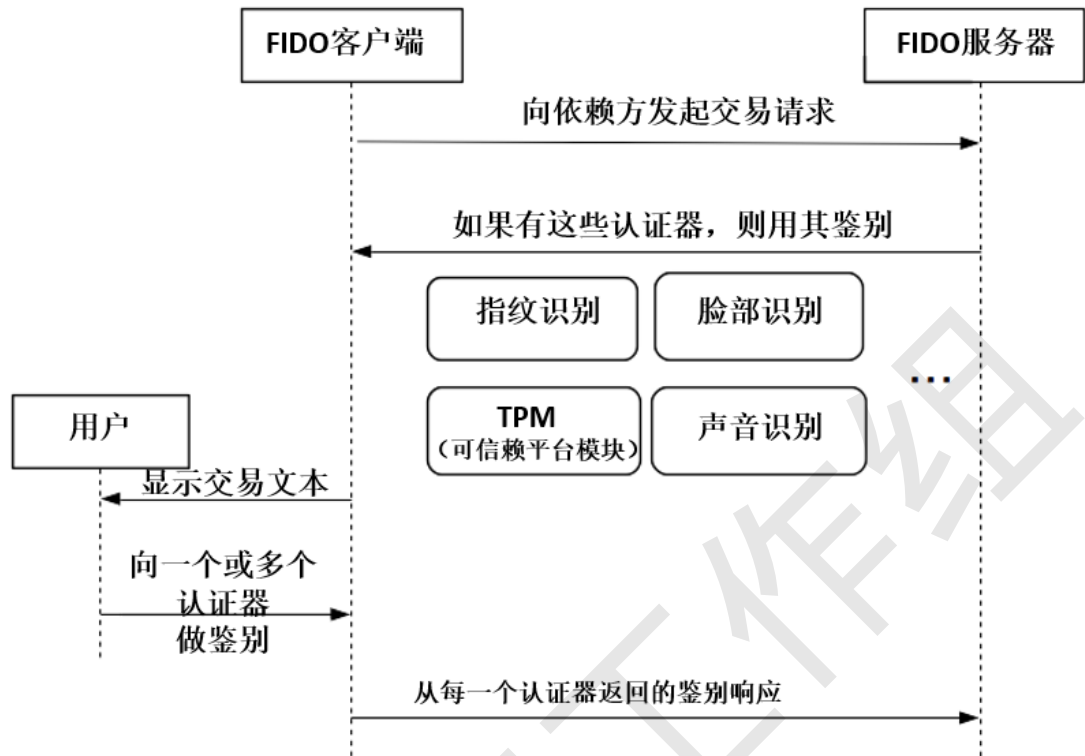 FIDO客户端
FIDO服务器
向依赖方发起交易请求
如果有这些认证器，则用其鉴别
指纹识别
脸部识别
...
用户
TPM
（可信赖平台模块）
声音识别
显示交易文本
向一个或多个
认证器
做鉴别
从每一个认证器返回的鉴别响应
工作组